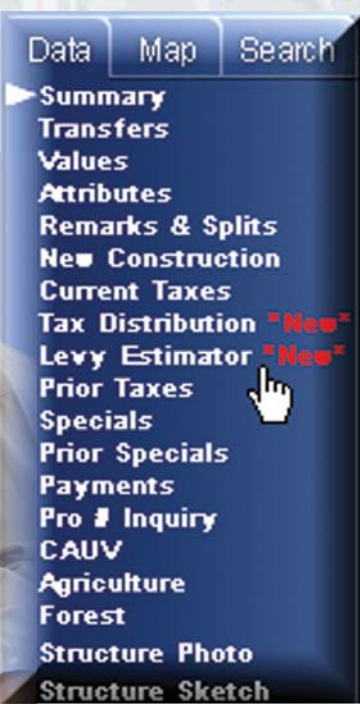 Data Map Search
Summary
Transfers
Values
Attributes
Remarks & Splits
New Construction
Current Taxes
Tax Distribution *New*
Levy Estimator *New*
Prior Taxes
Specials
Prior Specials
Payments
Pro # Inquiry
CAUV
Agriculture
Forest
Structure Photo
Structure Sketch